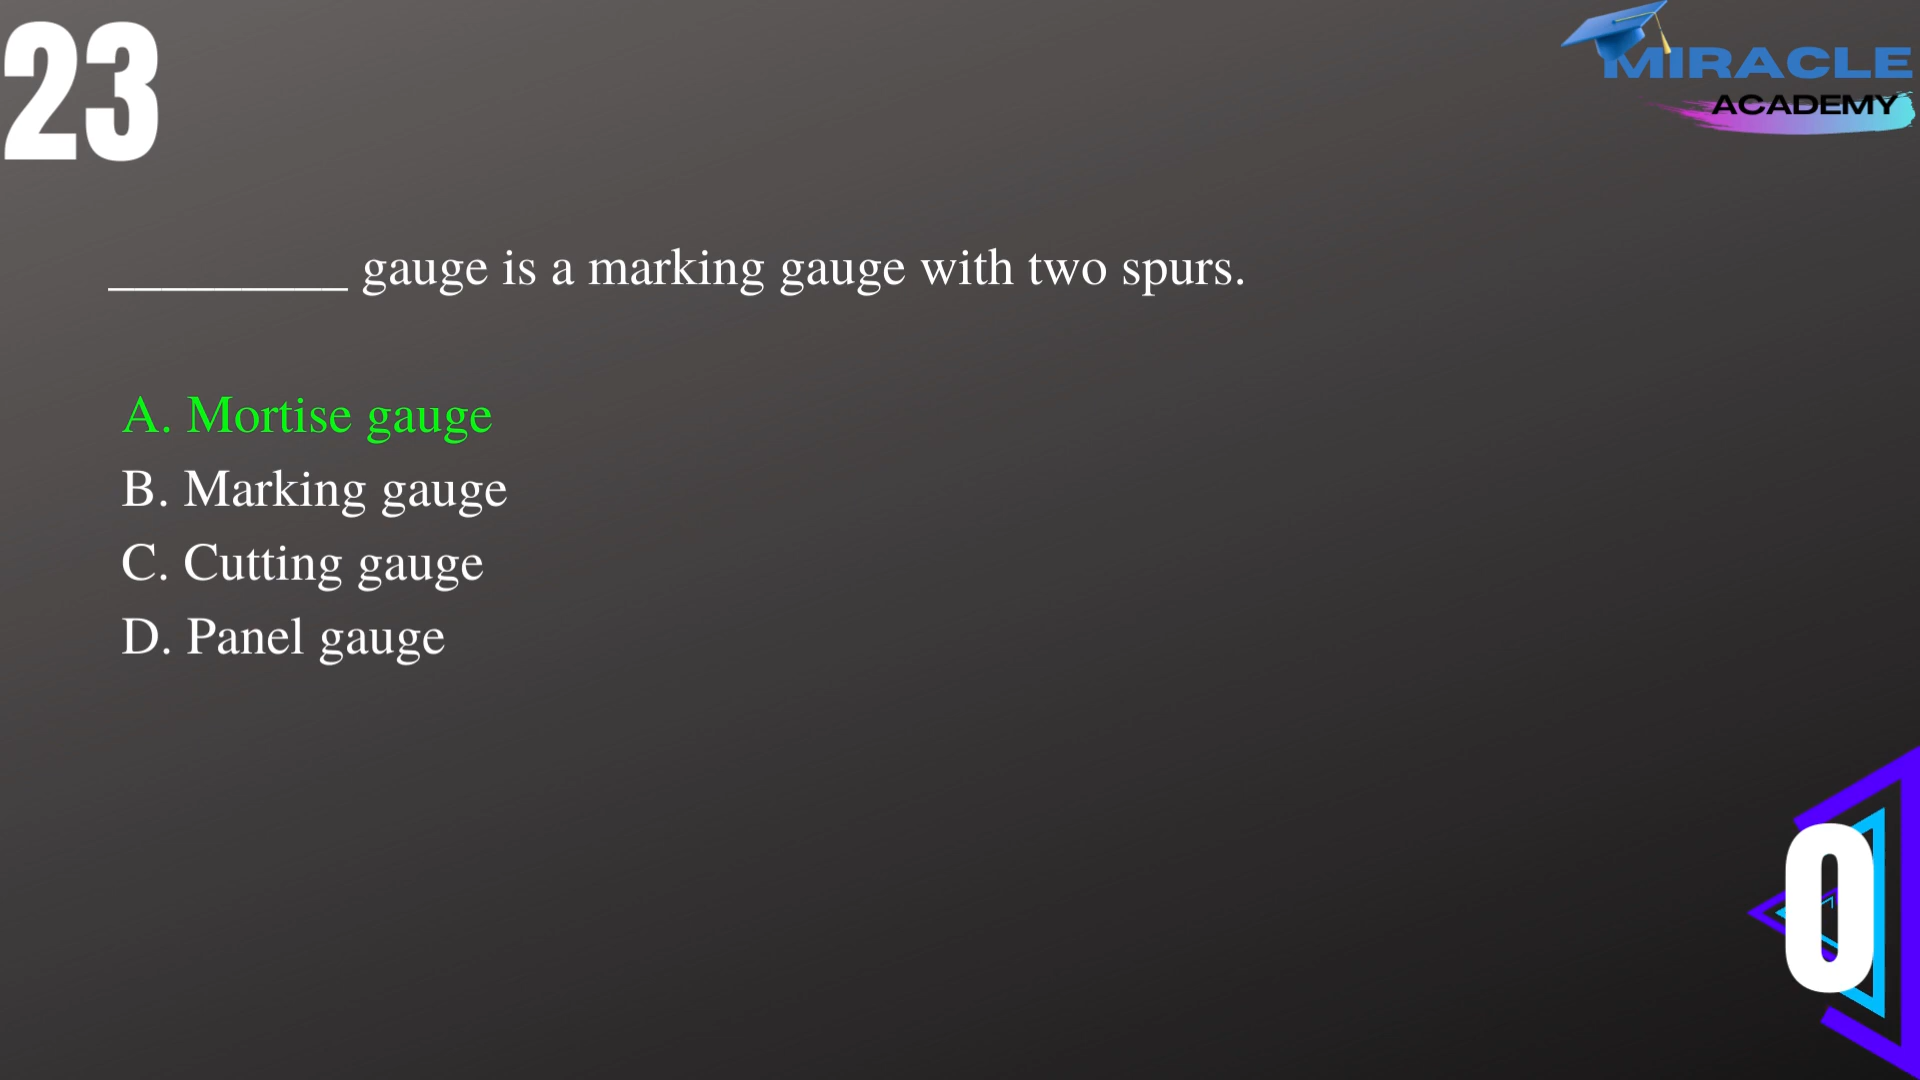 23
MIRACLE
ACADEMY
_________ gauge is a marking gauge with two spurs.
A. Mortise gauge
B. Marking gauge
C. Cutting gauge
D. Panel gauge
0